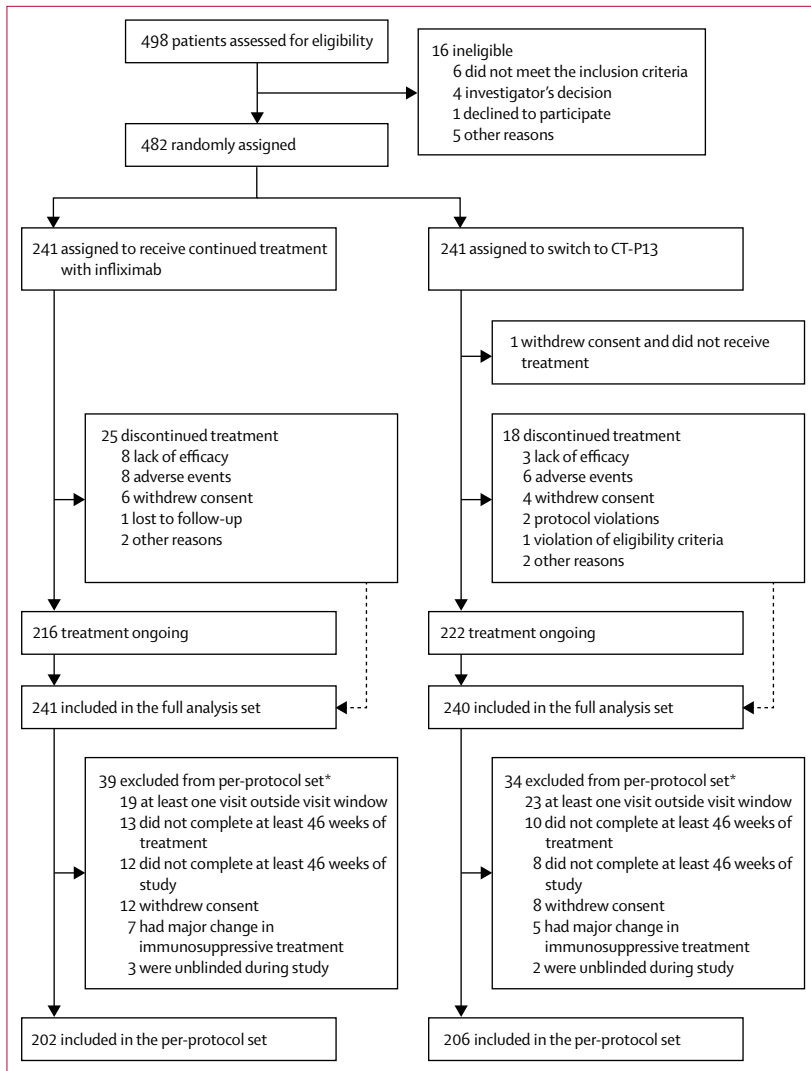 498 patients assessed for eligibility
16 ineligible
6 did not meet the inclusion criteria
4 investigator's decision
1 declined to participate
5 other reasons
482 randomly assigned
241 assigned to receive continued treatment
with infliximab
241 assigned to switch to CT-P13
1 withdrew consent and did not receive
treatment
25 discontinued treatment
8 lack of efficacy
8 adverse events
6 withdrew consent
1 lost to follow-up
2 other reasons
18 discontinued treatment
3 lack of efficacy
6 adverse events
4 withdrew consent
2 protocol violations
1 violation of eligibility criteria
2 other reasons
216 treatment ongoing
222 treatment ongoing
241 included in the full analysis set
240 included in the full analysis set
39 excluded from per-protocol set*
19 at least one visit outside visit window
13 did not complete at least 46 weeks of
treatment
12 did not complete at least 46 weeks of
study
12 withdrew consent
7 had major change in
immunosuppressive treatment
3 were unblinded during study
34 excluded from per-protocol set*
23 at least one visit outside visit window
10 did not complete at least 46 weeks of
treatment
8 did not complete at least 46 weeks of
study
8 withdrew consent
5 had major change in
immunosuppressive treatment
2 were unblinded during study
202 included in the per-protocol set
206 included in the per-protocol set